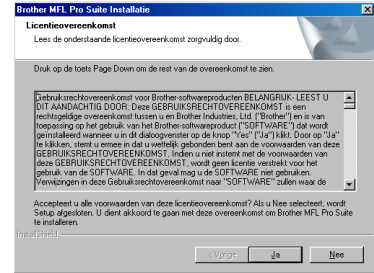 Brother MFL Pro Suite Installatie
Licentieovereenkomst
Lees de onderstaande licentieovereenkomst zorgvuldig door.
Druk op de toets Page Down om de rest van de overeenkomst te zien.
Gebruiksrechtovereenkomst voor Brother-softwareproducten BELANGRIJK- LEEST U
DIT AANDACHTIG DOOR: Deze GEBRUIKSRECHTOVEREENKOMST is een
rechtsgeldige overeenkomst tussen u en Brother Industries, Ltd. ("Brother") en is van
toepassing op het gebruik van het Brother-softwareproduct ("SOFTWARE") dat wordt
geïnstalleerd wanneer u in dit dialoogvenster op de knop "Yes" ("Ja") klikt. Door op "Ja"
te klikken, stemt u ermee in dat u wettelijk gebonden bent aan de voorwaarden van deze
GEBRUIKSRECHTOVEREENKOMST. Indien u niet instemt met de voorwaarden van
deze GEBRUIKSRECHTOVEREENKOMST, wordt geen licentie verstrekt voor het
gebruik van de SOFTWARE. In dat geval mag u de SOFTWARE niet gebruiken.
Verwijzingen in deze Gebruiksrechtovereenkomst naar "SOFTWARE" zullen waar de
Accepteert u alle voorwaarden van deze licentieovereenkomst? Als u Nee selecteert, wordt
Setup afgesloten. U dient akkoord te gaan met deze overeenkomst om Brother MFL Pro Suite
te installeren.
InstallShield
< Vorige
Ja
Nee